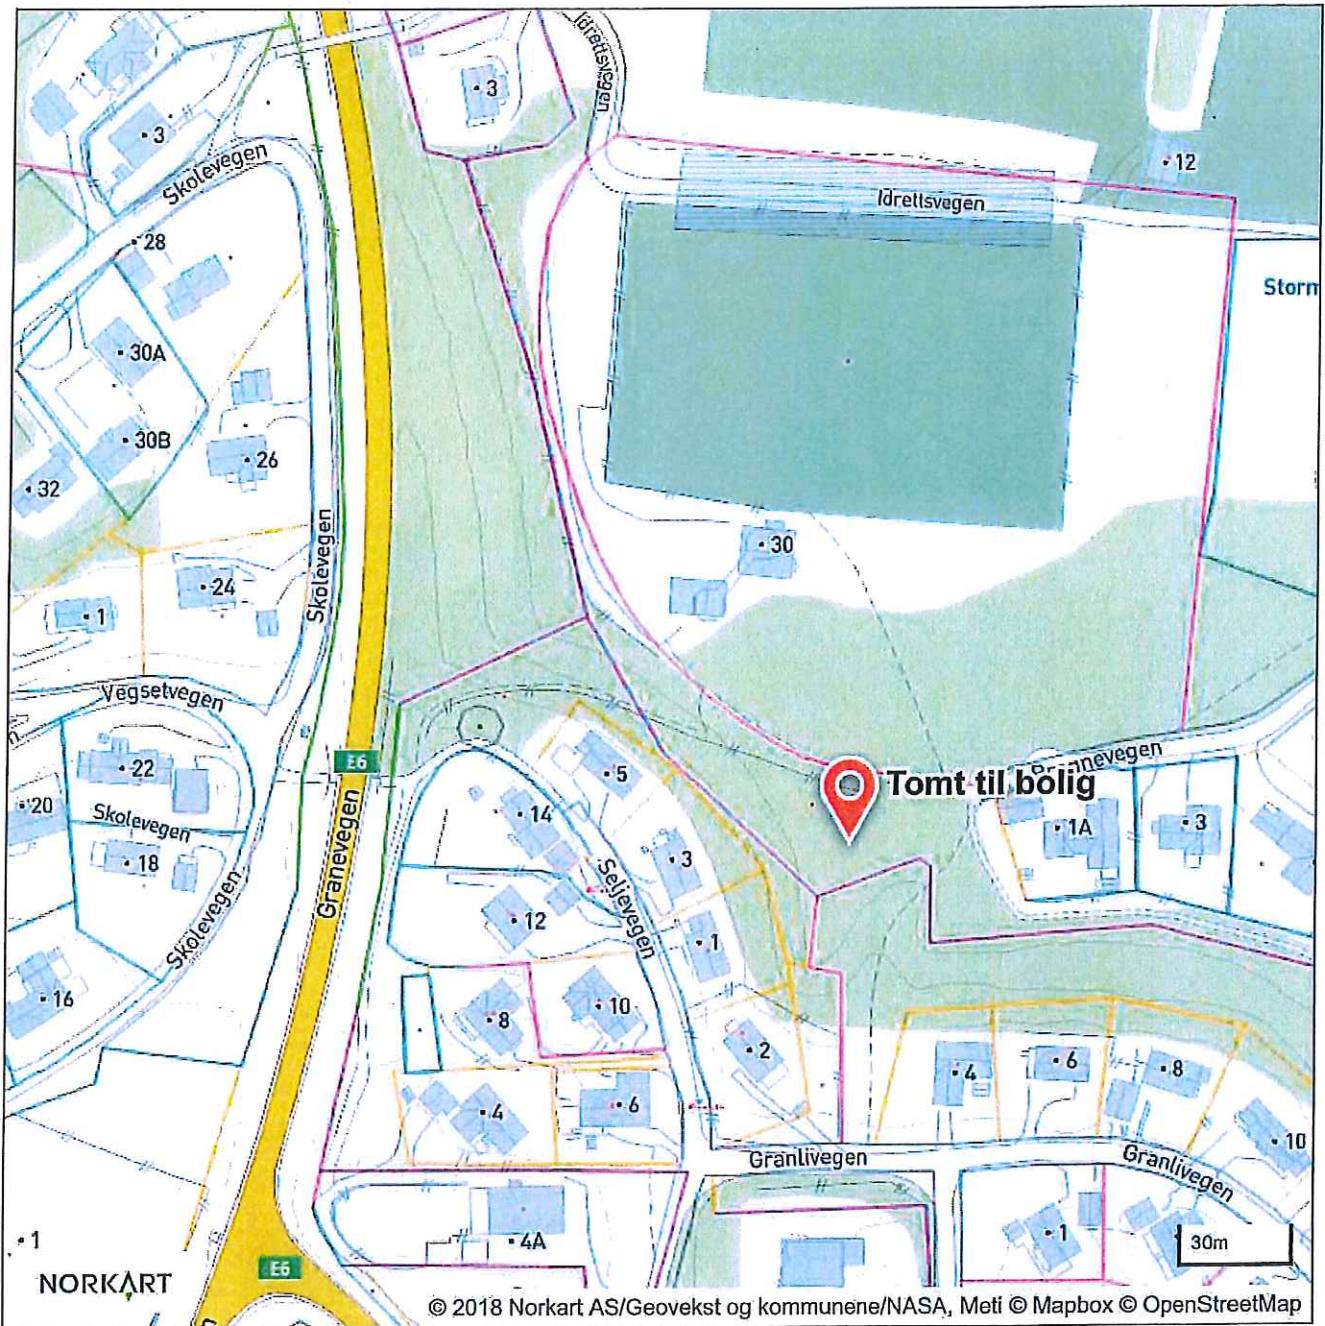 Idrettsvegen
3
3
Skolevegen
12
Idrettsvegen
28
Storm
30A
30B
26
32
Skolevegen
30
24
1
Vegsetvegen
E6
22
5
Tomt til bolig
20
Skolevegen
14
1A
3
18
Granevegen
3
Seljevegen
12
1
Skolevegen
16
8
10
2
4
6
8
4
6
10
Granlivegen
Granlivegen
1
4A
1
30m
E6
NORKART
© 2018 Norkart AS/Geovekst og kommunene/NASA, Meti © Mapbox © OpenStreetMap